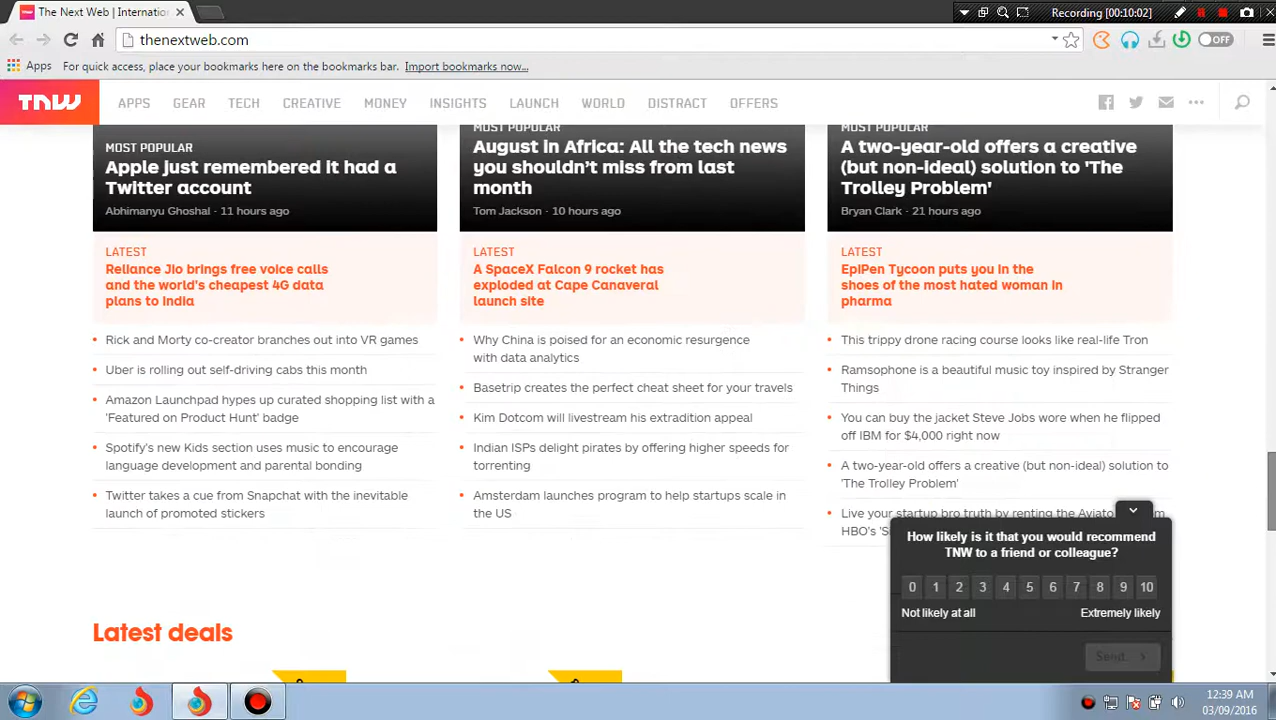 The Next Web | Internatio
Recording [00:10:02]
thenextweb.com
OFF
Apps For quick access, place your bookmarks here on the bookmarks bar. Import bookmarks now...
TNW APPS GEAR TECH CREATIVE MONEY INSIGHTS LAUNCH WORLD DISTRACT OFFERS
MOST POPULAR
Apple just remembered it had a
Twitter account
Abhimanyu Ghoshal · 11 hours ago
LATEST
Reliance Jio brings free voice calls
and the world's cheapest 4G data
plans to India
Rick and Morty co-creator branches out into VR games
Uber is rolling out self-driving cabs this month
Amazon Launchpad hypes up curated shopping list with a
'Featured on Product Hunt' badge
Spotify's new Kids section uses music to encourage
language development and parental bonding
Twitter takes a cue from Snapchat with the inevitable
launch of promoted stickers
MOST POPULAR
August in Africa: All the tech news
you shouldn't miss from last
month
Tom Jackson · 10 hours ago
LATEST
A SpaceX Falcon 9 rocket has
exploded at Cape Canaveral
launch site
Why China is poised for an economic resurgence
with data analytics
Basetrip creates the perfect cheat sheet for your travels
Kim Dotcom will livestream his extradition appeal
Indian ISPs delight pirates by offering higher speeds for
torrenting
Amsterdam launches program to help startups scale in
the US
MOST POPULAR
A two-year-old offers a creative
(but non-ideal) solution to 'The
Trolley Problem'
Bryan Clark · 21 hours ago
LATEST
EpiPen Tycoon puts you in the
shoes of the most hated woman in
pharma
This trippy drone racing course looks like real-life Tron
Ramsophone is a beautiful music toy inspired by Stranger
Things
You can buy the jacket Steve Jobs wore when he flipped
off IBM for $4,000 right now
A two-year-old offers a creative (but non-ideal) solution to
'The Trolley Problem'
Live your startup bro truth by renting the
HBO's
How likely is it that you would recommend
TNW to a friend or colleague?
0 1 2 3 4 5 6 7 8 9 10
Not likely at all Extremely likely
Send
Latest deals
12:39 AM
03/09/2016